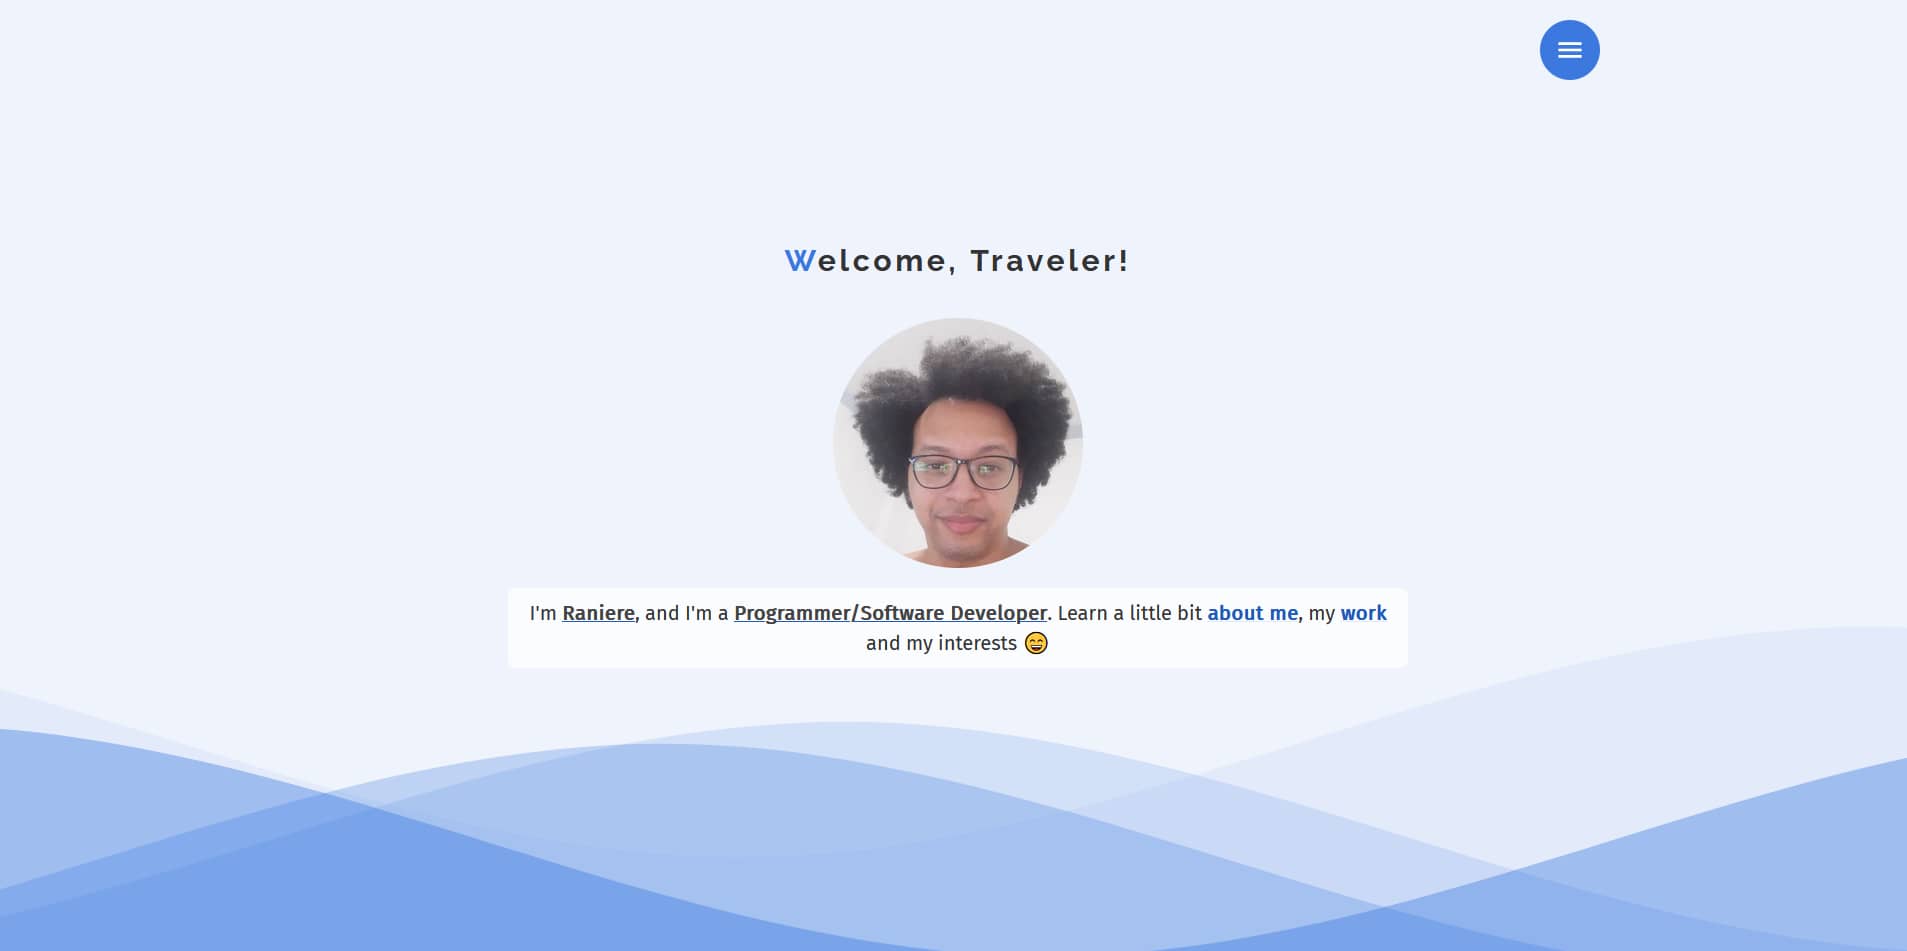 Welcome, Traveler!
I'm Raniere, and I'm a Programmer/Software Developer. Learn a little bit about me, my work
and my interests 😄